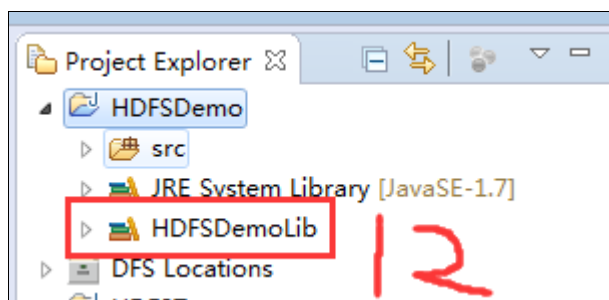 Project Explorer
HDFSDemo
src
JRE System Library [JavaSE-1.7]
HDFSDemoLib
12
DFS Locations